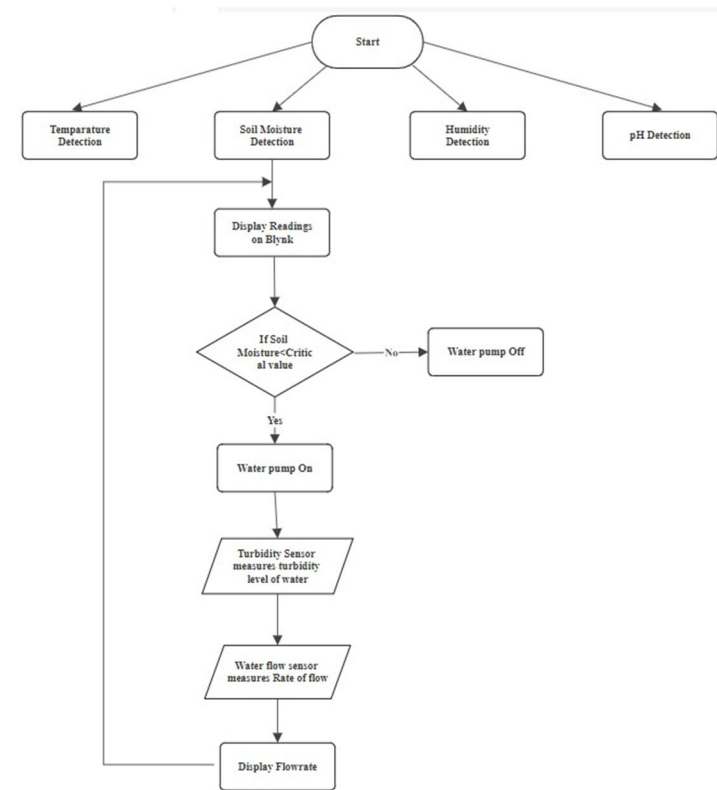 Start
Temparature
Detection
Soil Moisture
Detection
Humidity
Detection
pH Detection
Display Readings
on Blynk
If Soil
Moisture<Critic
al value
No
Water pump Off
Yes
Water pump On
Turbidity Sensor
measures turbidity
level of water
Water flow sensor
measures Rate of flow
Display Flowrate